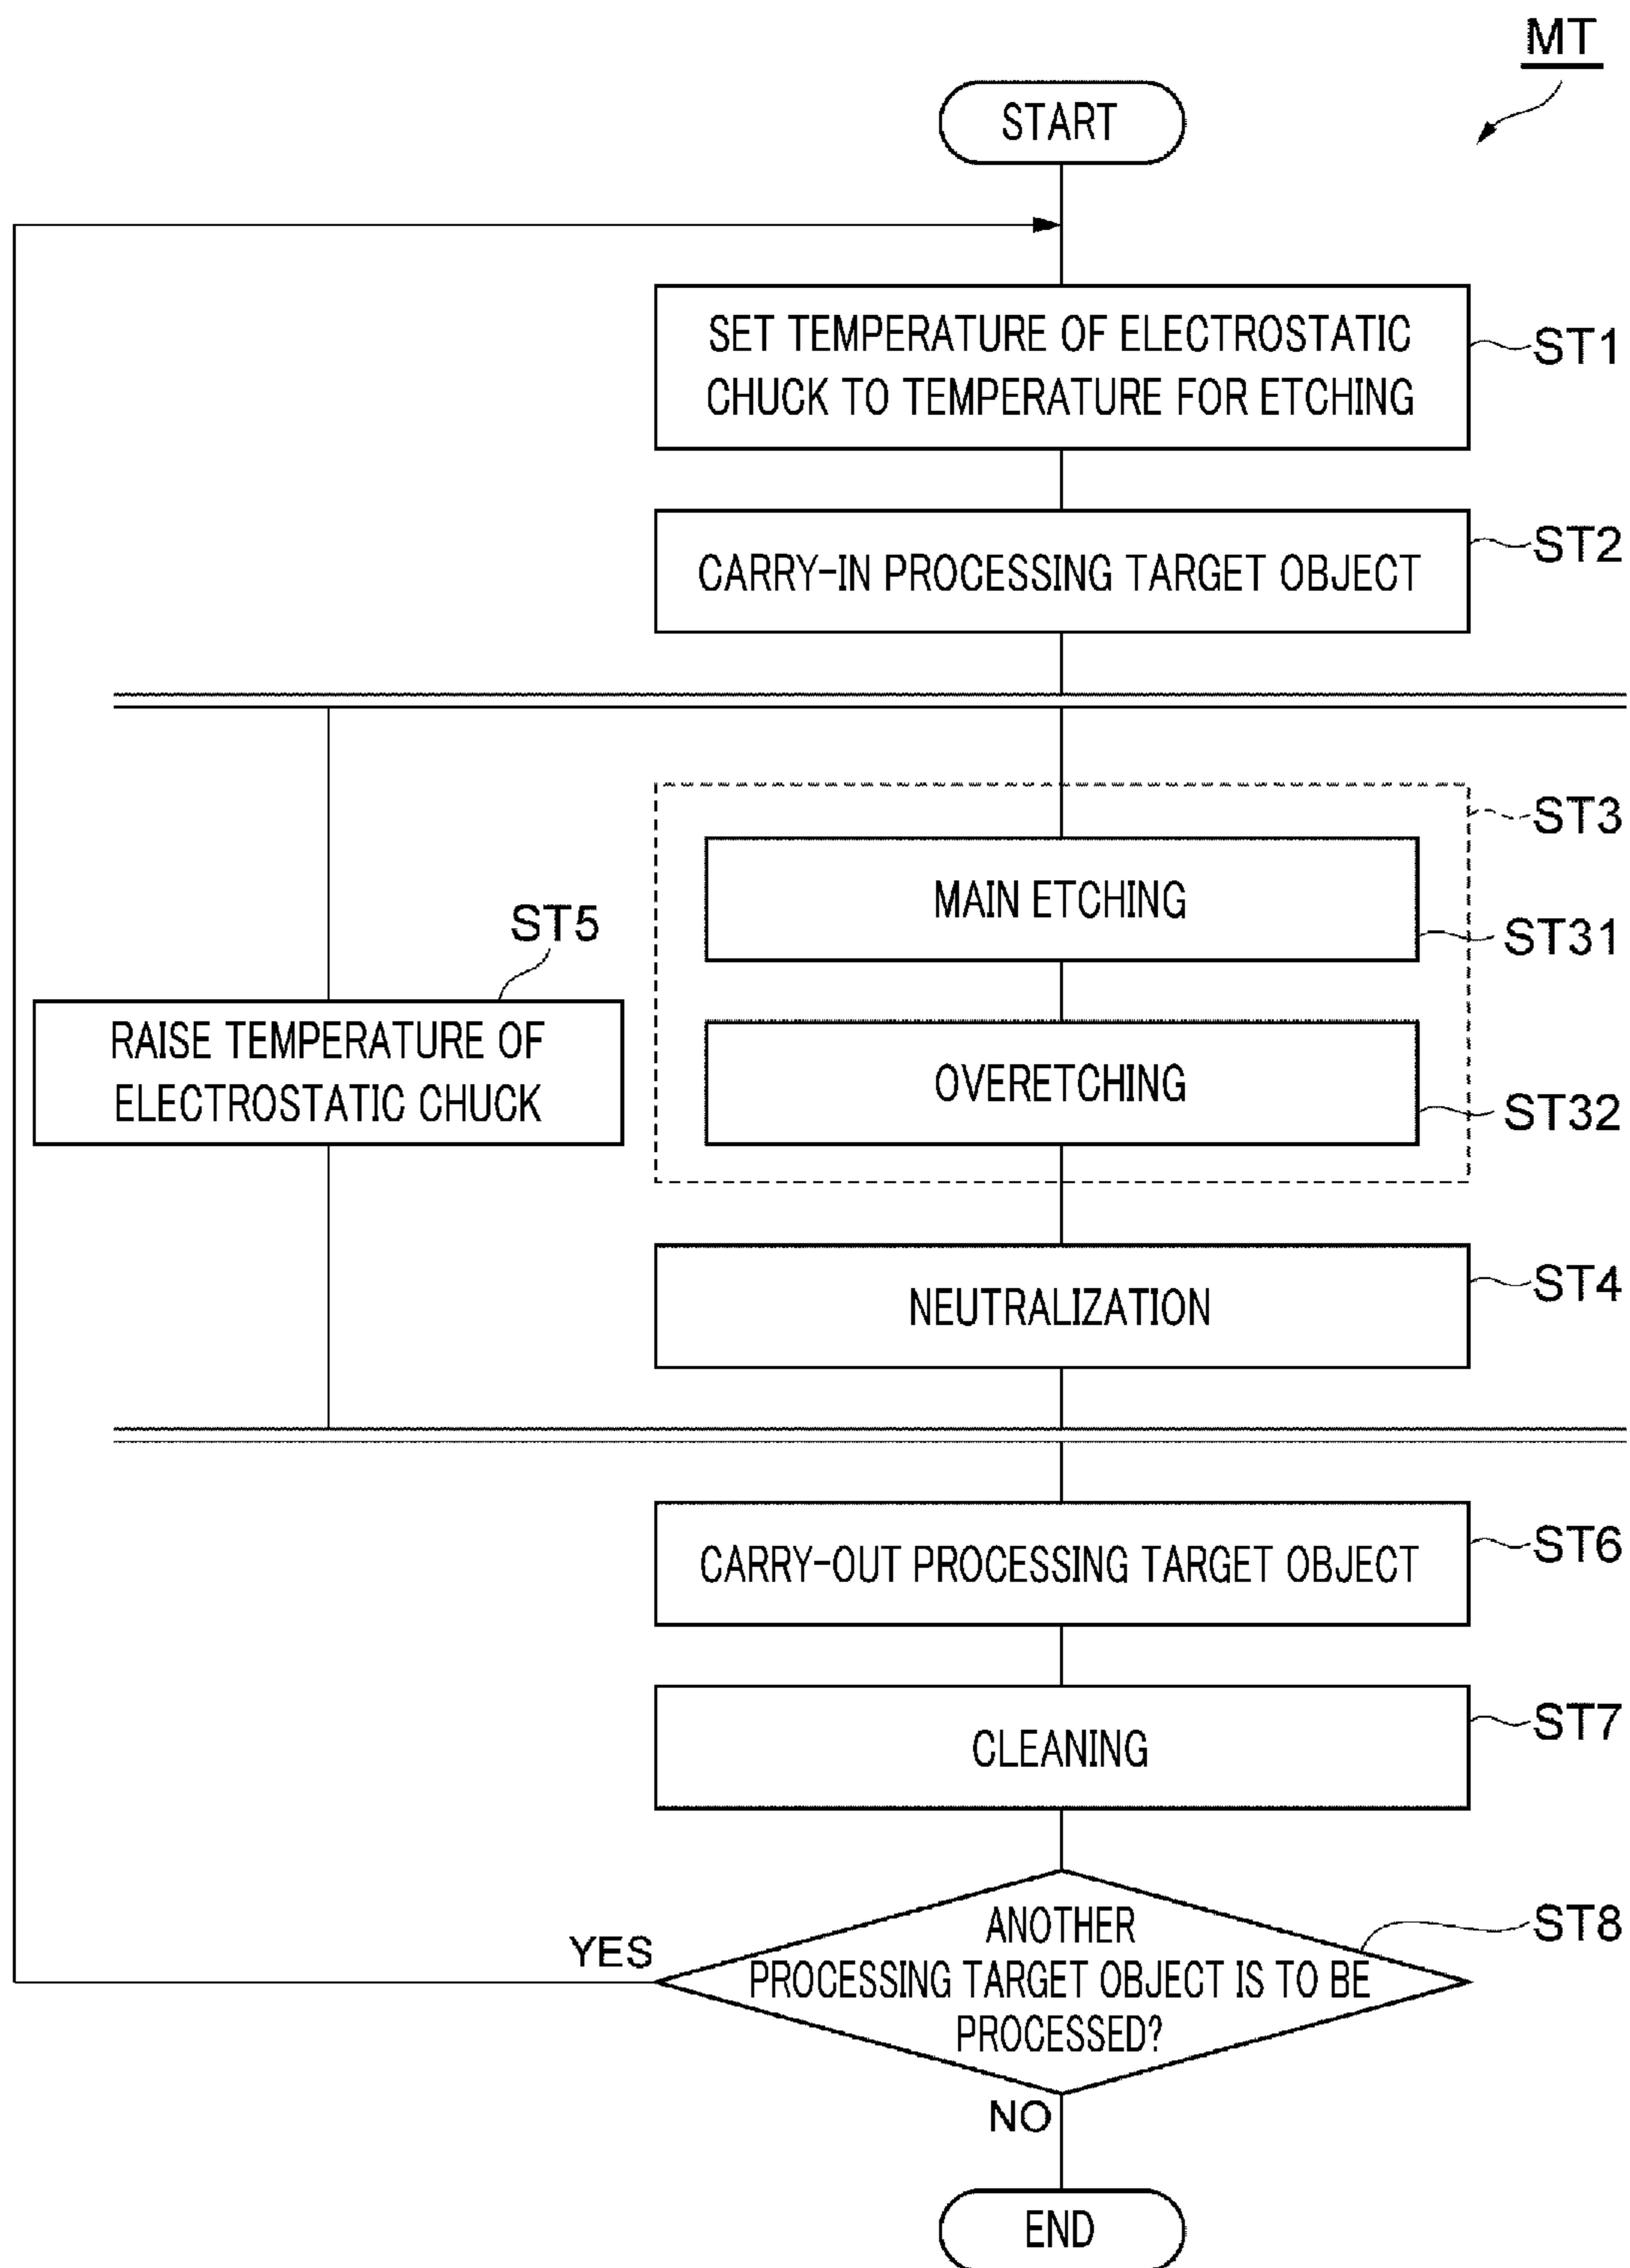 MT
START
SET TEMPERATURE OF ELECTROSTATIC
CHUCK TO TEMPERATURE FOR ETCHING
ST1
CARRY-IN PROCESSING TARGET OBJECT
ST2
ST3
MAIN ETCHING
ST31
ST5
RAISE TEMPERATURE OF
ELECTROSTATIC CHUCK
OVERETCHING
ST32
NEUTRALIZATION
ST4
CARRY-OUT PROCESSING TARGET OBJECT
ST6
CLEANING
ST7
ANOTHER
PROCESSING TARGET OBJECT IS TO BE
PROCESSED?
ST8
YES
NO
END